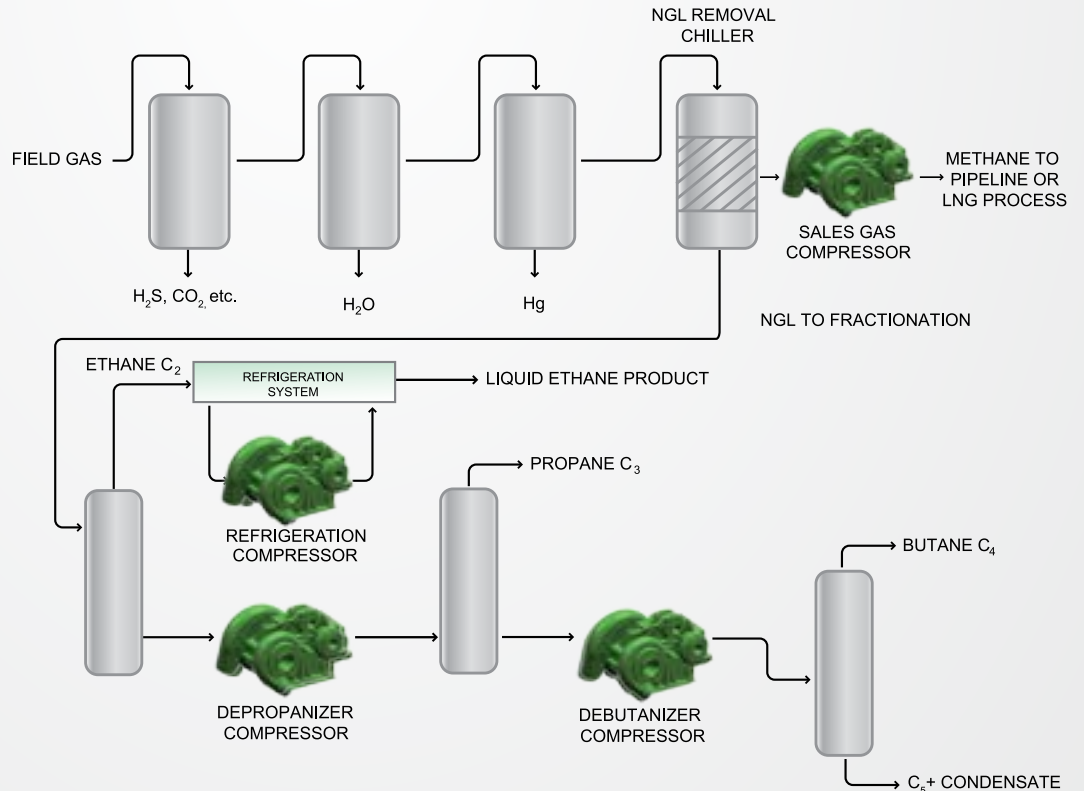 NGL REMOVAL
CHILLER
FIELD GAS
METHANE TO
PIPELINE OR
LNG PROCESS
SALES GAS
COMPRESSOR
H₂S, CO₂, etc.
H₂O
Hg
NGL TO FRACTIONATION
ETHANE C₂
REFRIGERATION
SYSTEM
LIQUID ETHANE PRODUCT
PROPANE C₃
REFRIGERATION
COMPRESSOR
BUTANE C₄
DEPROPANIZER
COMPRESSOR
DEBUTANIZER
COMPRESSOR
C₅+ CONDENSATE